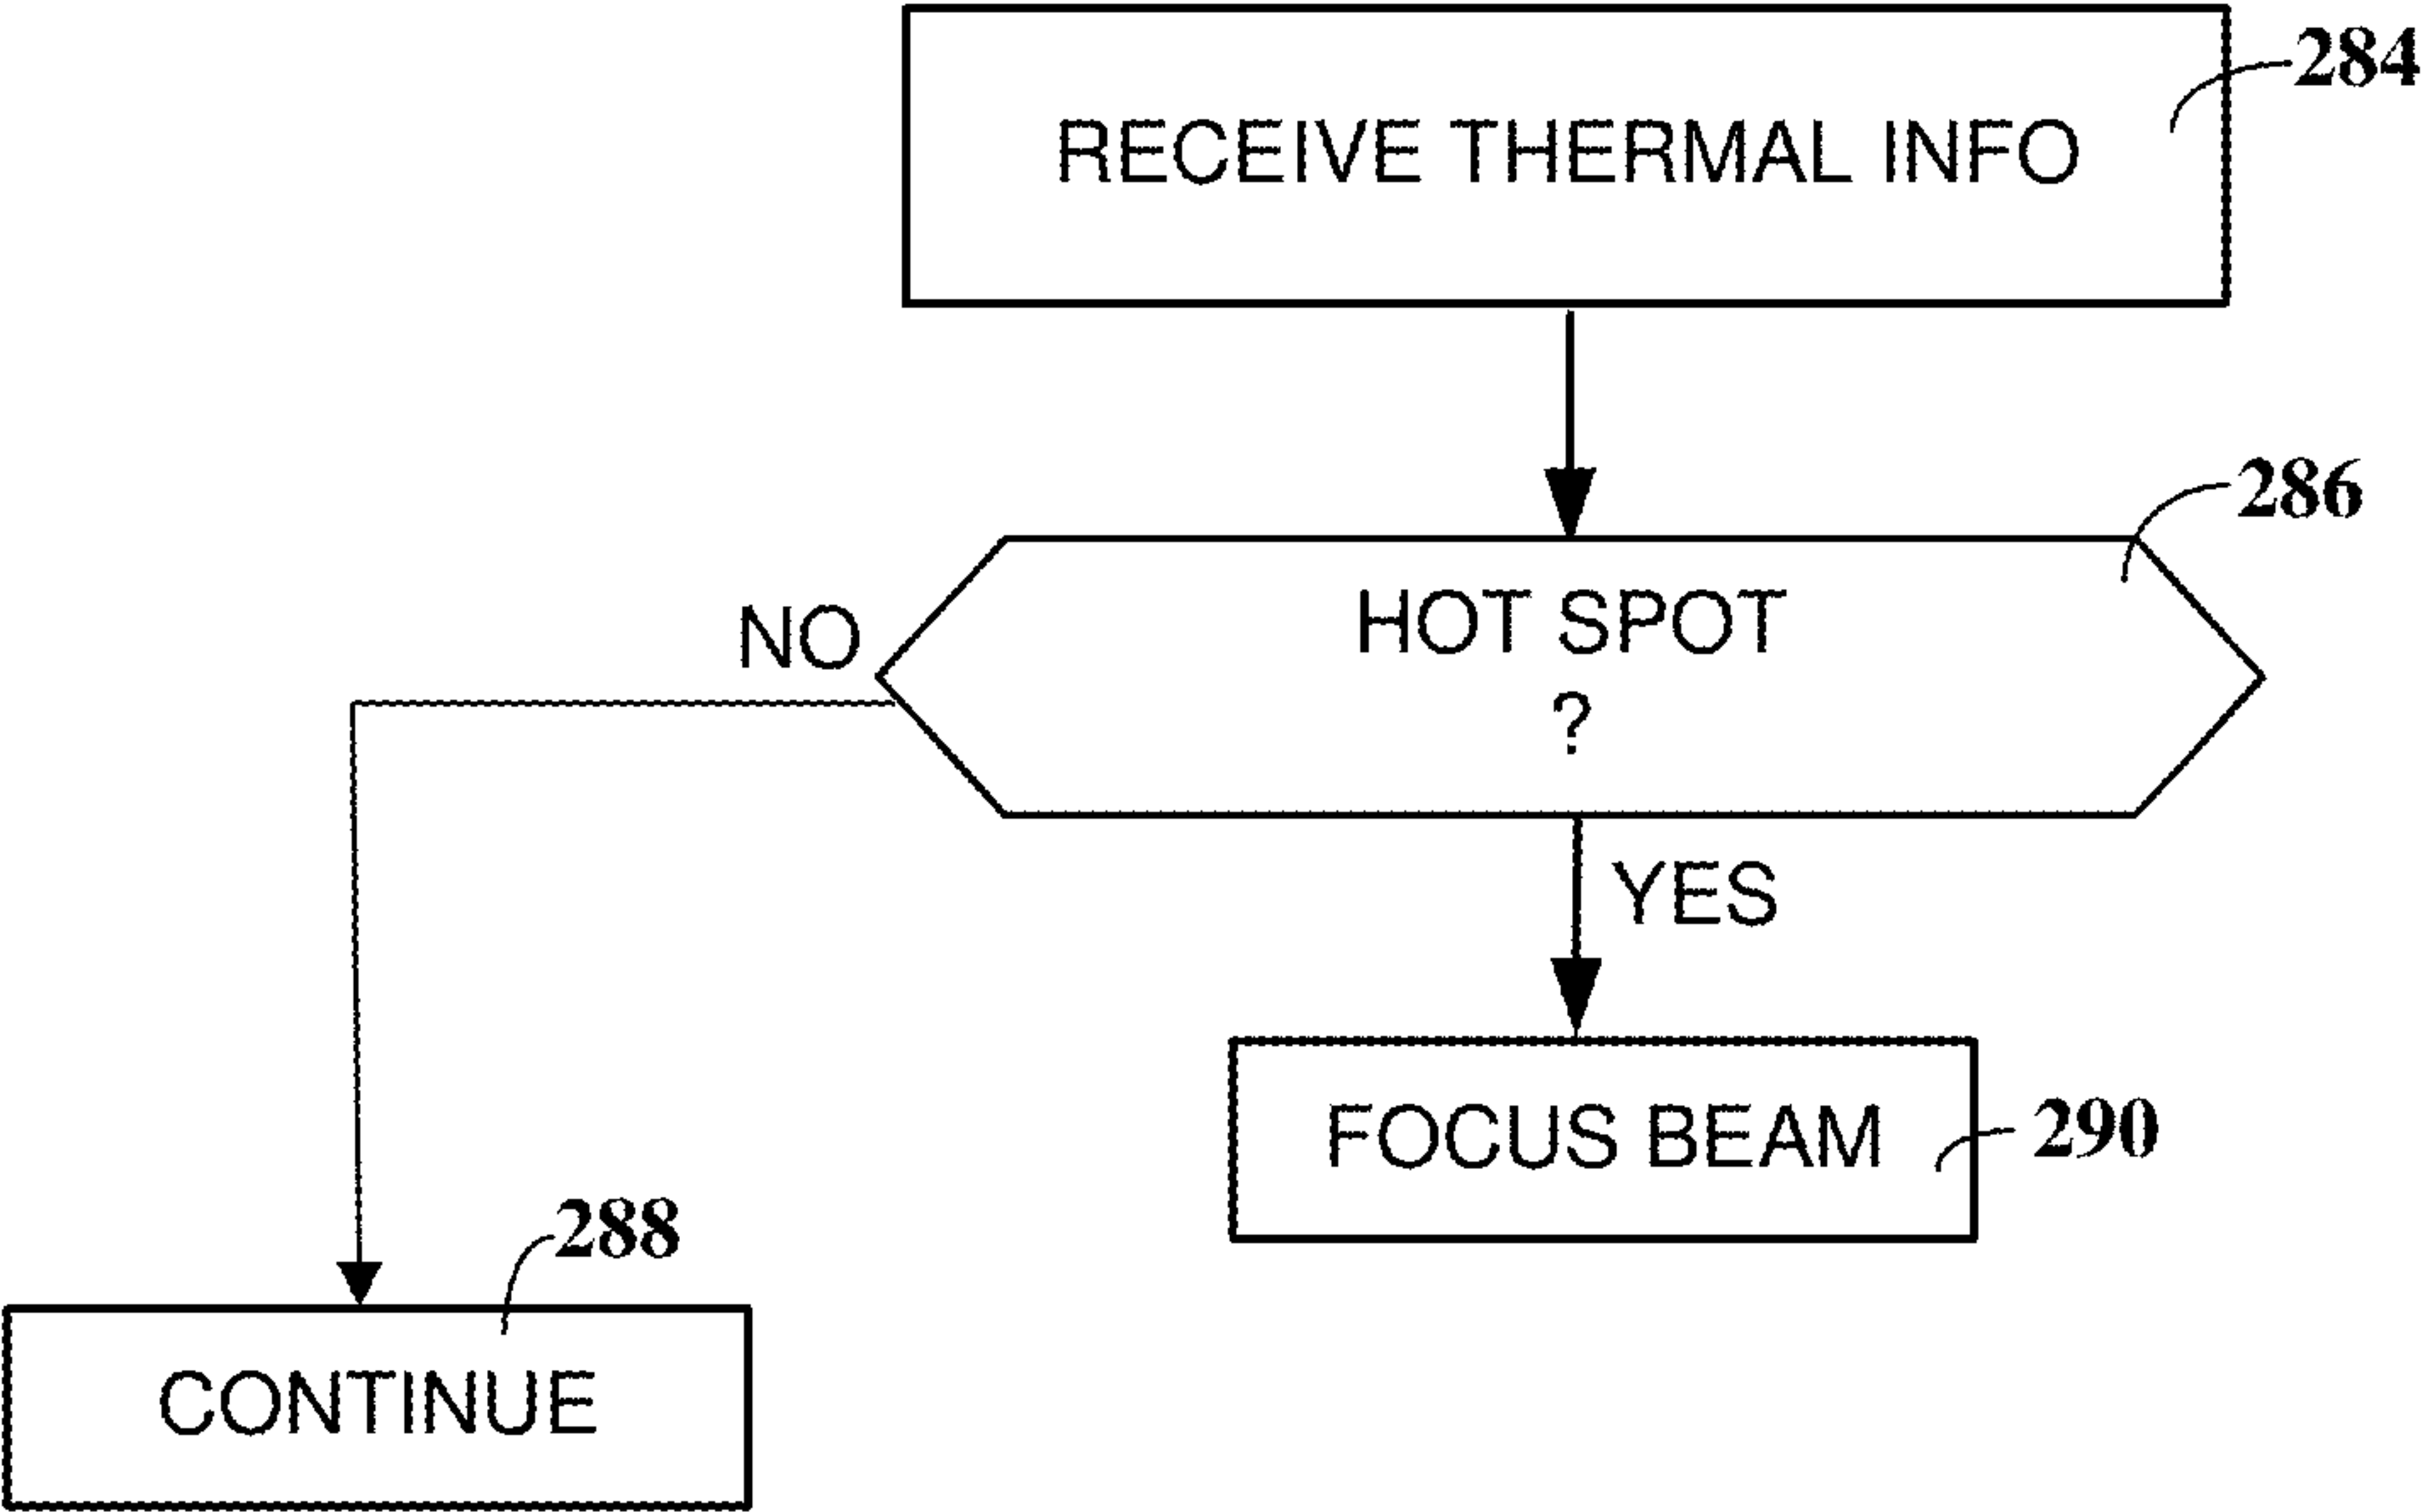 284
RECEIVE THERMAL INFO
286
HOT SPOT
?
NO
YES
FOCUS BEAM
290
288
CONTINUE